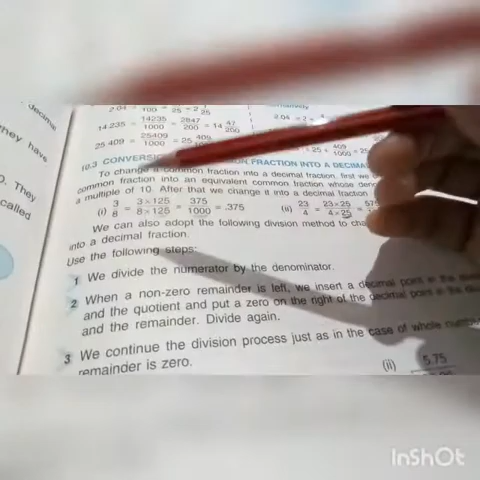 decimal
they have
They
called
2.04 = 100 = 25 = 2 1/25
14.235 = 14235/1000 = 2847/200 = 14 47/200
25.409 = 25409/1000 = 25 409/1000
2.04 = 2
25 + 409/1000 = 25
10.3 CONVERSION FRACTION INTO A DECIMAL
To change a common fraction into a decimal fraction, first we
common fraction into an equivalent common fraction whose
a multiple of 10. After that we change it into a decimal fraction
(i) 3/8 = 3×125/8×125 = 375/1000 = .375 (ii) 23/4 = 23×25/4×25 = 575
We can also adopt the following division method to
into a decimal fraction.
Use the following steps:
1 We divide the numerator by the denominator.
2 When a non-zero remainder is left, we insert a decimal point in the
and the quotient and put a zero on the right of the decimal point in the
and the remainder. Divide again.
3 We continue the division process just as in the case of whole
remainder is zero.
(ii) 5.75
InShOt